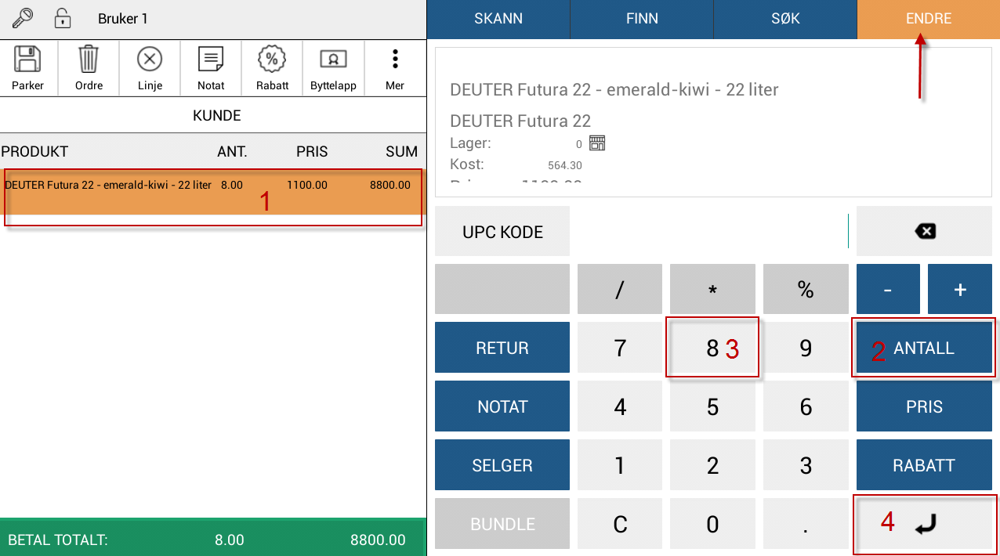 Bruker 1
Parker Ordre Linje Notat Rabatt Byttelapp Mer
KUNDE
PRODUKT ANT. PRIS SUM
DEUTER Futura 22 - emerald-kiwi - 22 liter 8.00 1100.00 8800.00
1
BETAL TOTALT: 8.00 8800.00
SKANN FINN SØK ENDRE
DEUTER Futura 22 - emerald-kiwi - 22 liter
DEUTER Futura 22
Lager: 0
Kost: 564.30
UPC KODE
/ * % - +
RETUR 7 8 3 9 2 ANTALL
NOTAT 4 5 6 PRIS
SELGER 1 2 3 RABATT
BUNDLE C 0 . 4